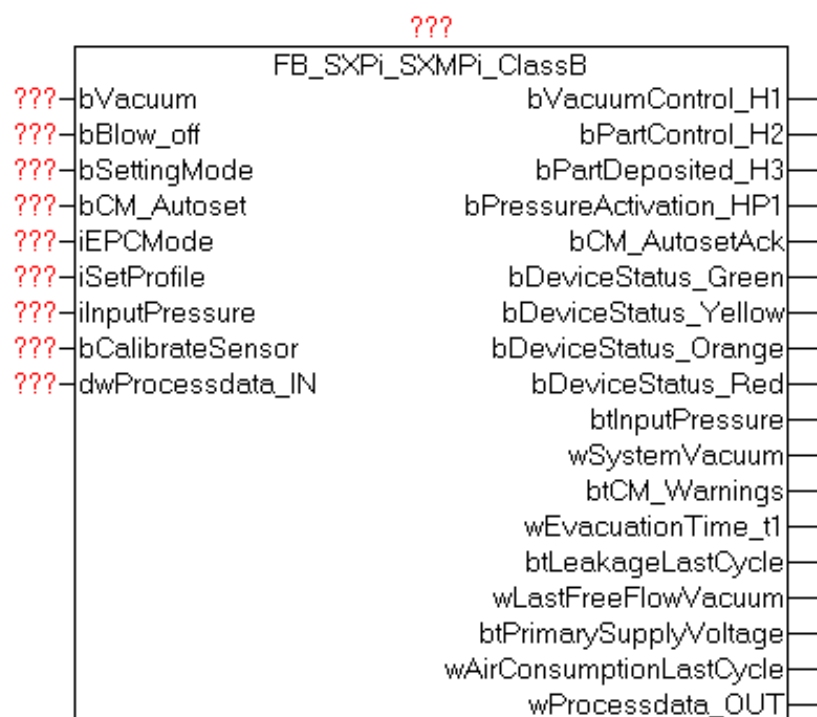 ???
FB_SXPi_SXMPi_ClassB
??? bVacuum bVacuumControl_H1
??? bBlow_off bPartControl_H2
??? bSettingMode bPartDeposited_H3
??? bCM_Autoset bPressureActivation_HP1
??? iEPCMode bCM_AutosetAck
??? iSetProfile bDeviceStatus_Green
??? iInputPressure bDeviceStatus_Yellow
??? bCalibrateSensor bDeviceStatus_Orange
??? dwProcessdata_IN bDeviceStatus_Red
btInputPressure
wSystemVacuum
btCM_Warnings
wEvacuationTime_t1
btLeakageLastCycle
wLastFreeFlowVacuum
btPrimarySupplyVoltage
wAirConsumptionLastCycle
wProcessdata_OUT